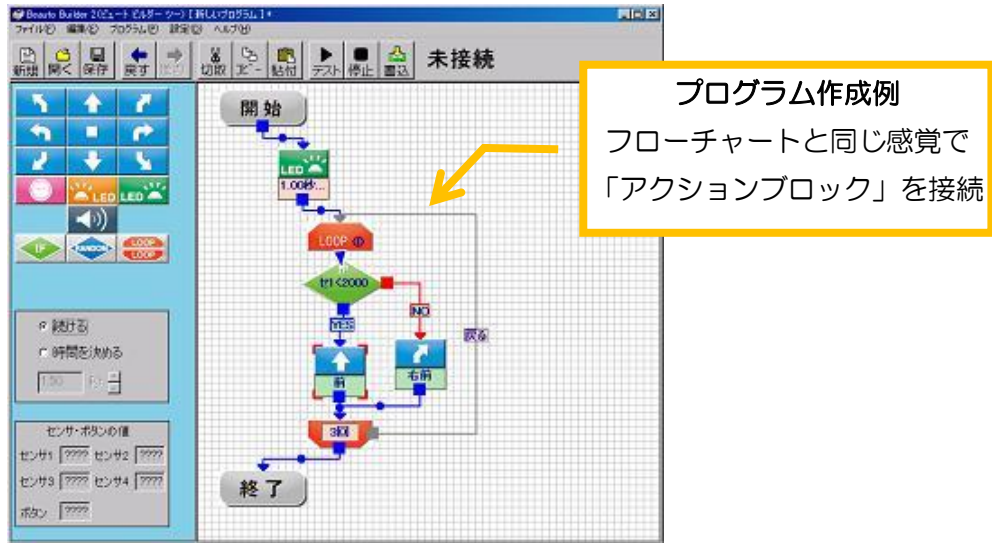 Beauto Builder 2(ビュート ビルダー ツー) [ 新しいプログラム ] *
ファイル(F) 編集(E) プログラム(P) 設定(O) ヘルプ(H)
新規 開く 保存 戻す 切取 コピー 貼付 テスト 停止 書込 未接続
プログラム作成例
フローチャートと同じ感覚で
「アクションブロック」を接続
開 始
LED
1.00秒...
LED LED
LOOP
IF RANDOM LOOP
LOOP
IF
セ1<2000
NO
YES
戻る
前
右前
3回
終 了
続ける
時間を決める
1.50
センサ・ボタンの値
センサ1 ???? センサ2 ????
センサ3 ???? センサ4 ????
ボタン ????